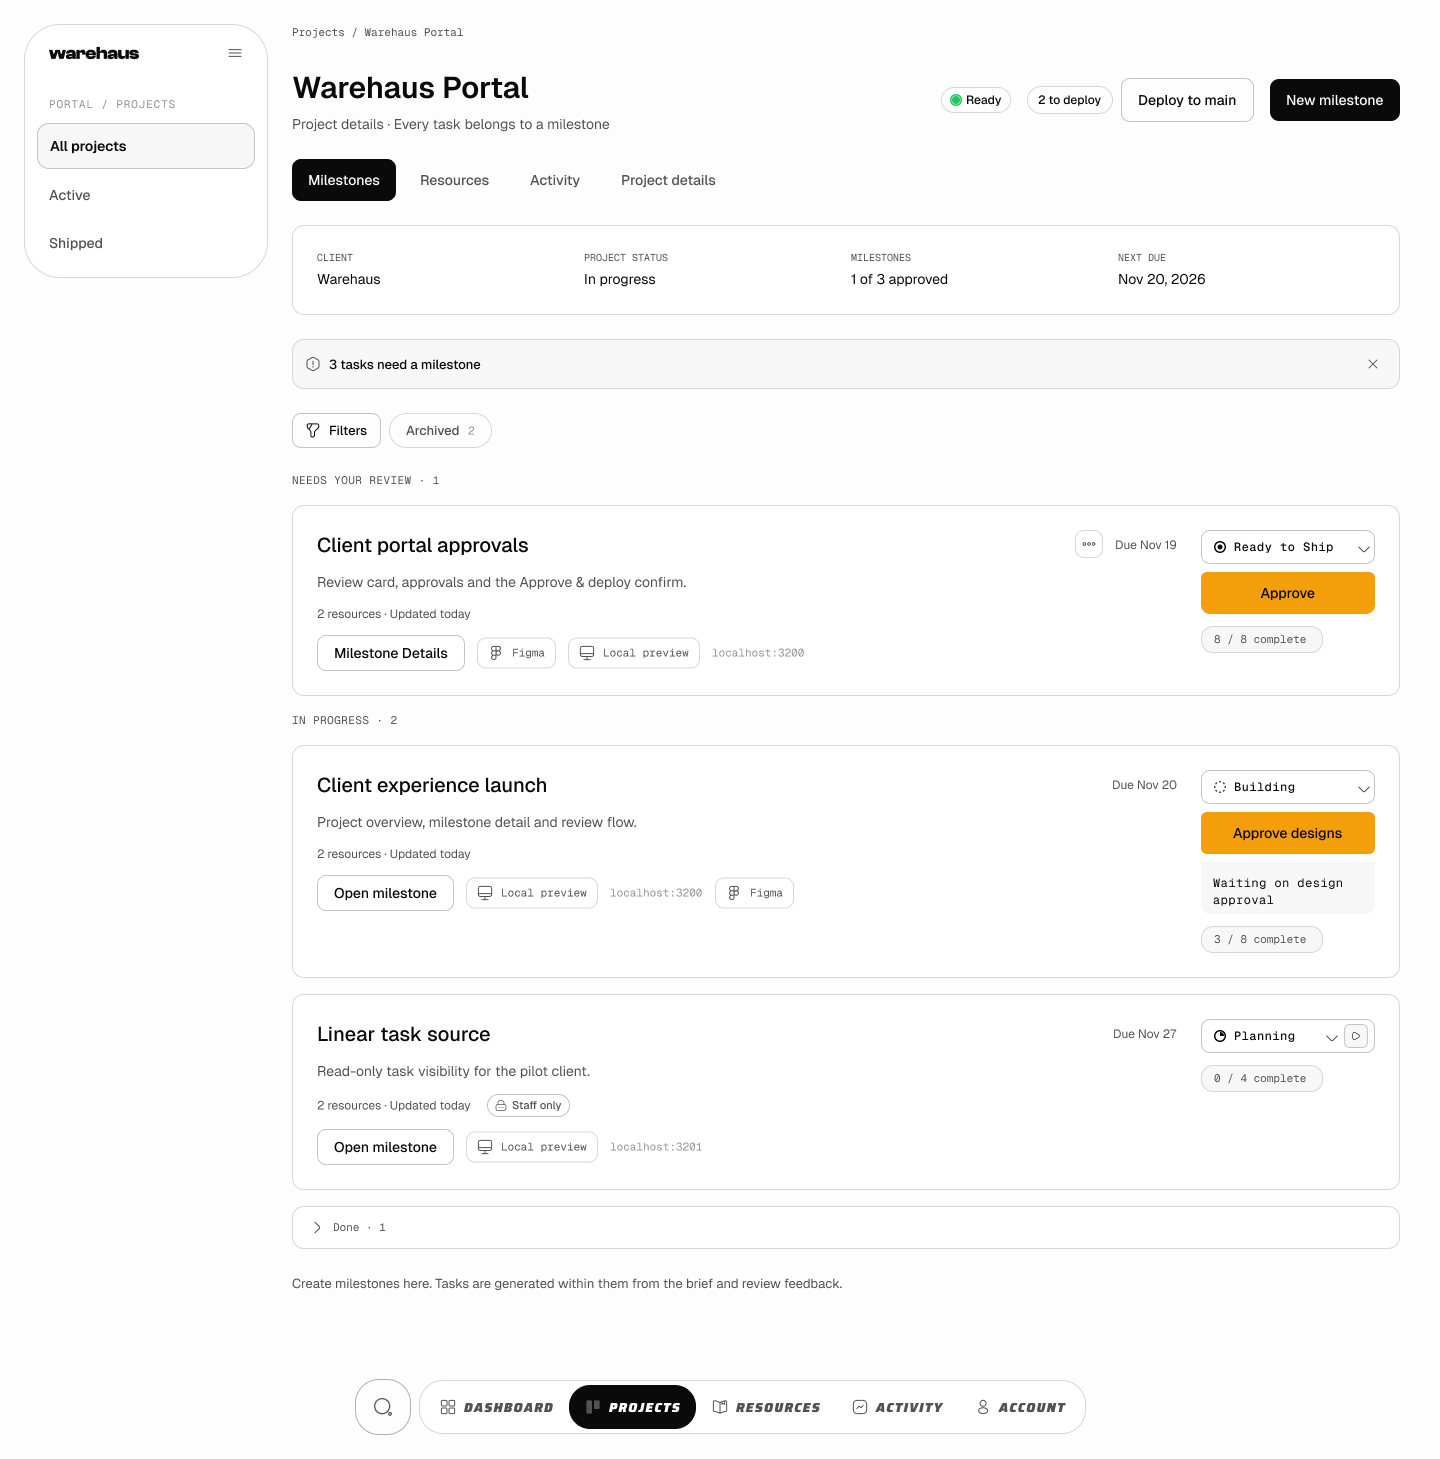 warehaus
PORTAL / PROJECTS
All projects
Active
Shipped
Projects / Warehaus Portal
Warehaus Portal
Project details · Every task belongs to a milestone
Ready
2 to deploy
Deploy to main
New milestone
Milestones
Resources
Activity
Project details
CLIENT
Warehaus
PROJECT STATUS
In progress
MILESTONES
1 of 3 approved
NEXT DUE
Nov 20, 2026
3 tasks need a milestone
Filters
Archived 2
NEEDS YOUR REVIEW · 1
Client portal approvals
Due Nov 19
Ready to Ship
Review card, approvals and the Approve & deploy confirm.
Approve
2 resources · Updated today
8 / 8 complete
Milestone Details
Figma
Local preview
localhost:3200
IN PROGRESS · 2
Client experience launch
Due Nov 20
Building
Project overview, milestone detail and review flow.
Approve designs
2 resources · Updated today
Open milestone
Local preview
localhost:3200
Figma
Waiting on design
approval
3 / 8 complete
Linear task source
Due Nov 27
Planning
Read-only task visibility for the pilot client.
0 / 4 complete
2 resources · Updated today
Staff only
Open milestone
Local preview
localhost:3201
Done · 1
Create milestones here. Tasks are generated within them from the brief and review feedback.
DASHBOARD
PROJECTS
RESOURCES
ACTIVITY
ACCOUNT